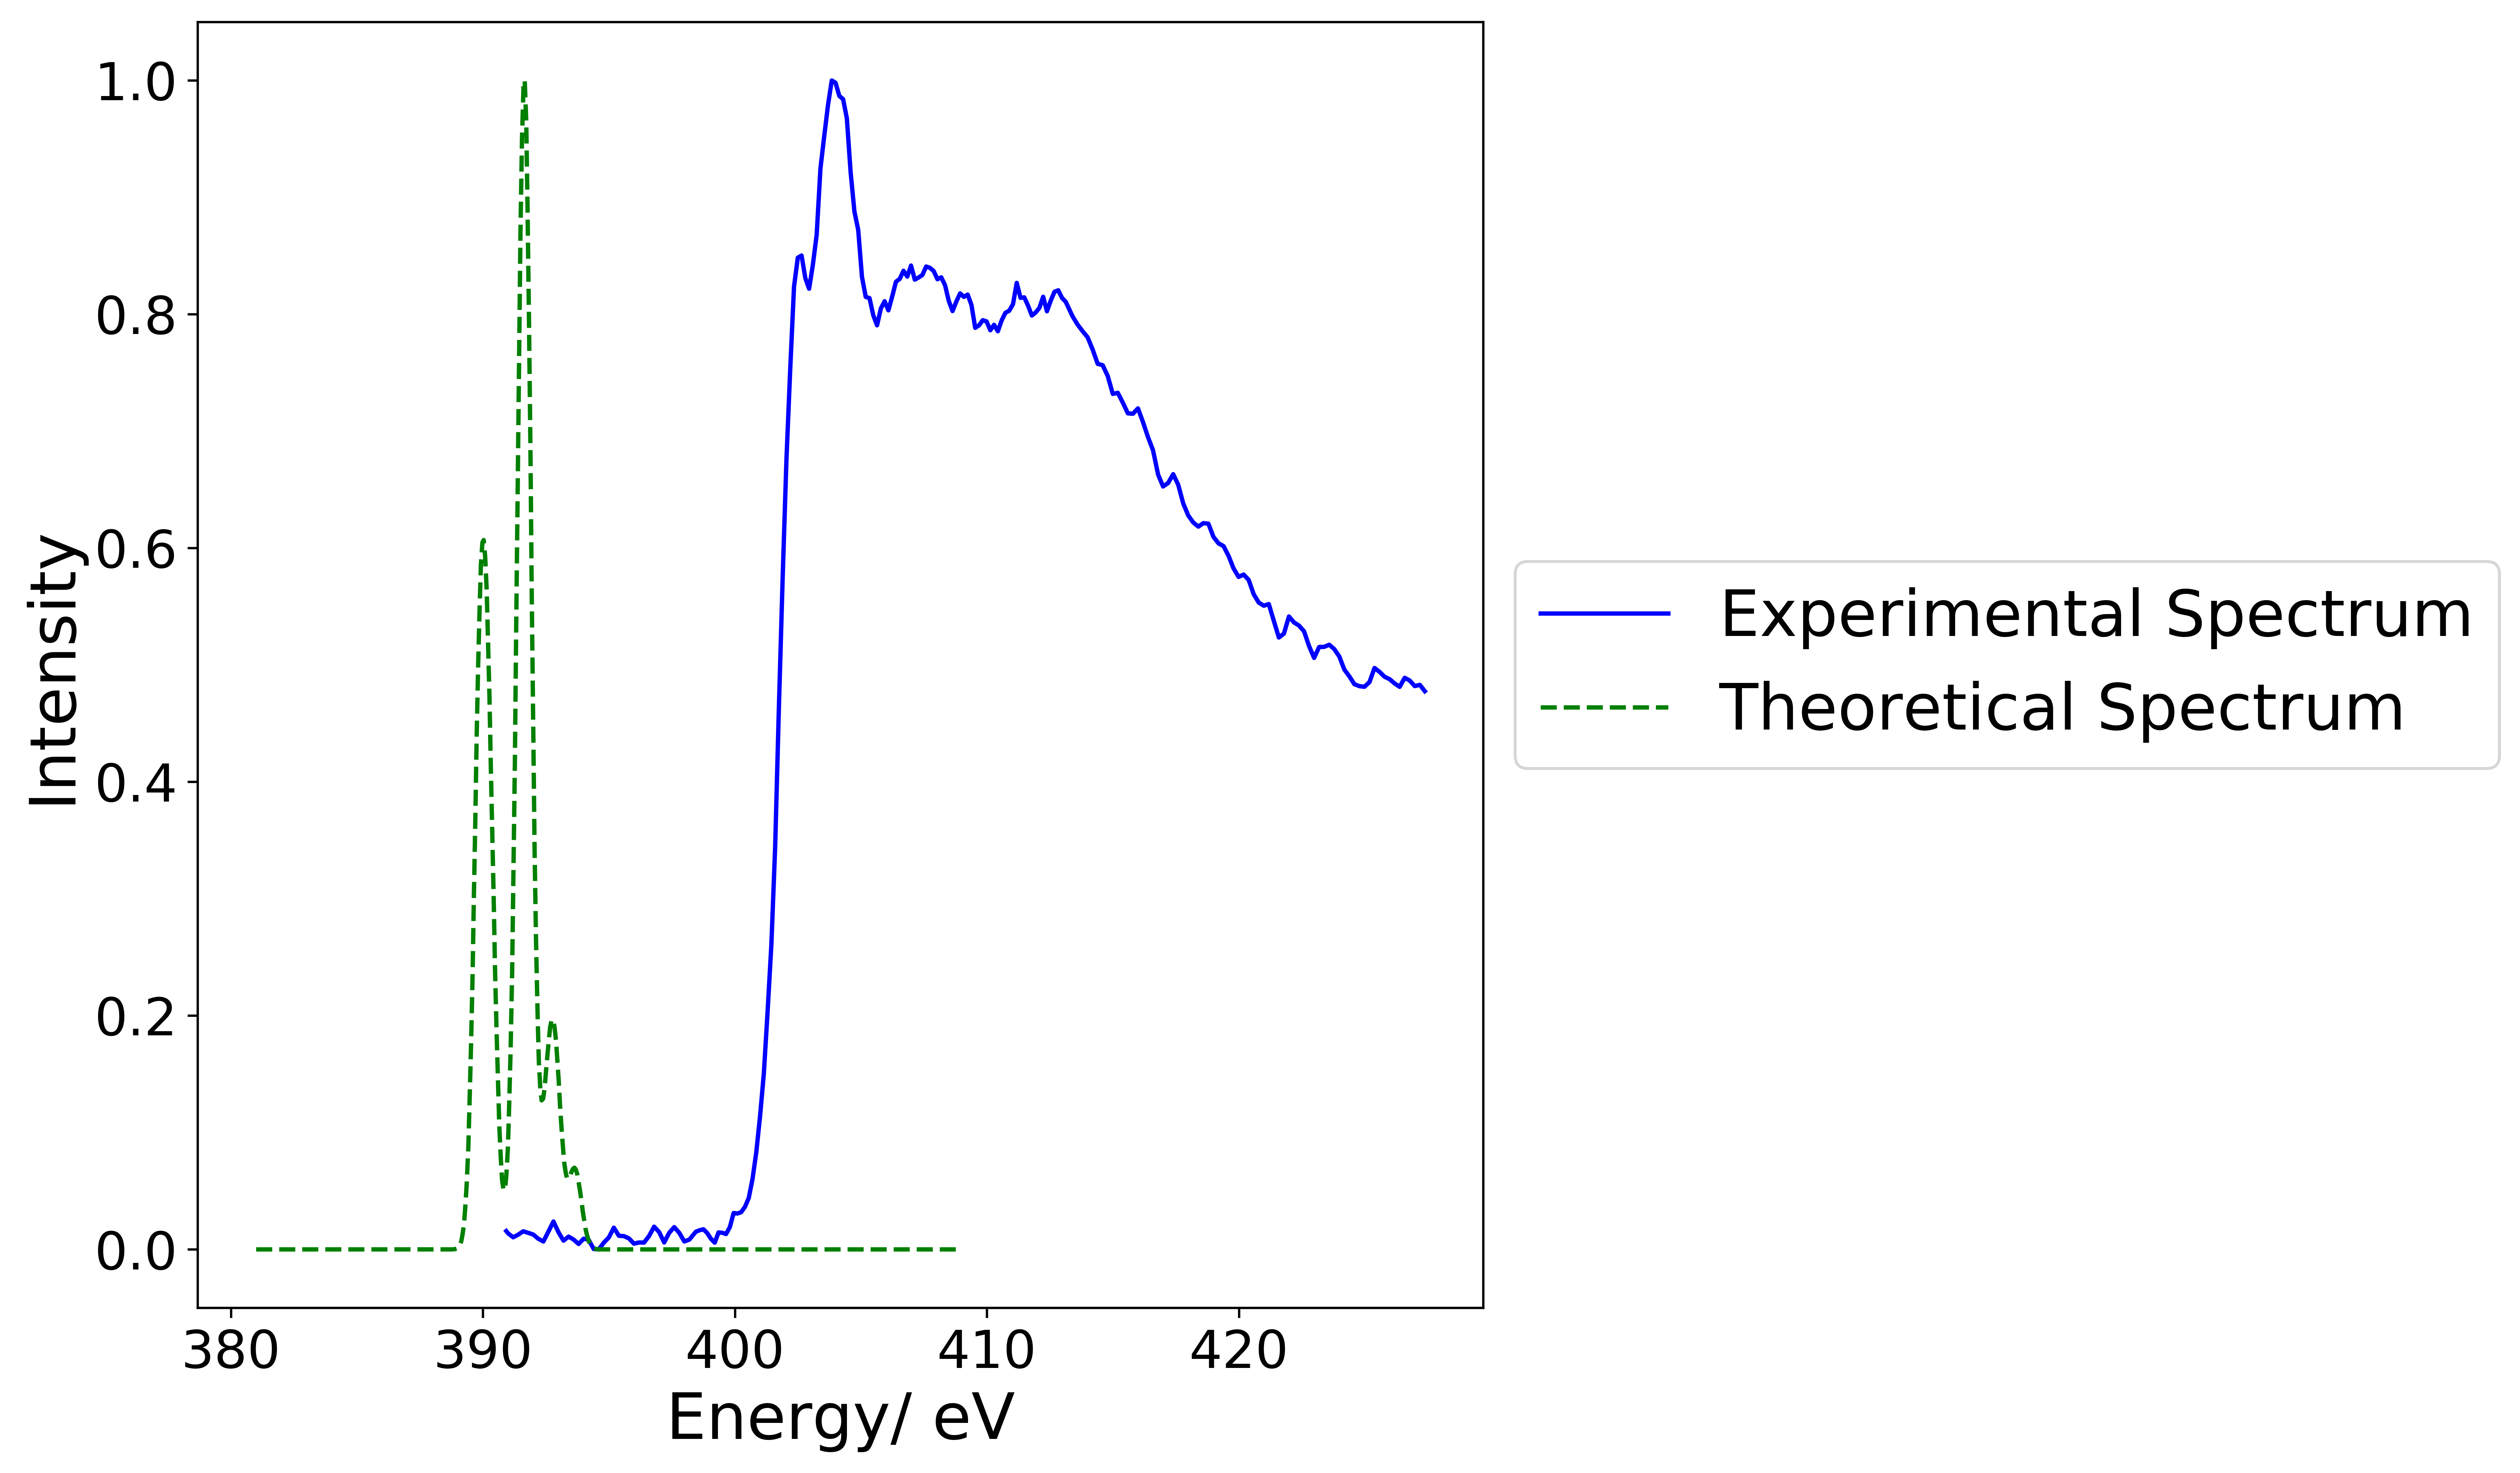 1.0
0.8
0.6
0.4
0.2
0.0
Intensity
380 390 400 410 420
Energy/ eV
Experimental Spectrum
Theoretical Spectrum